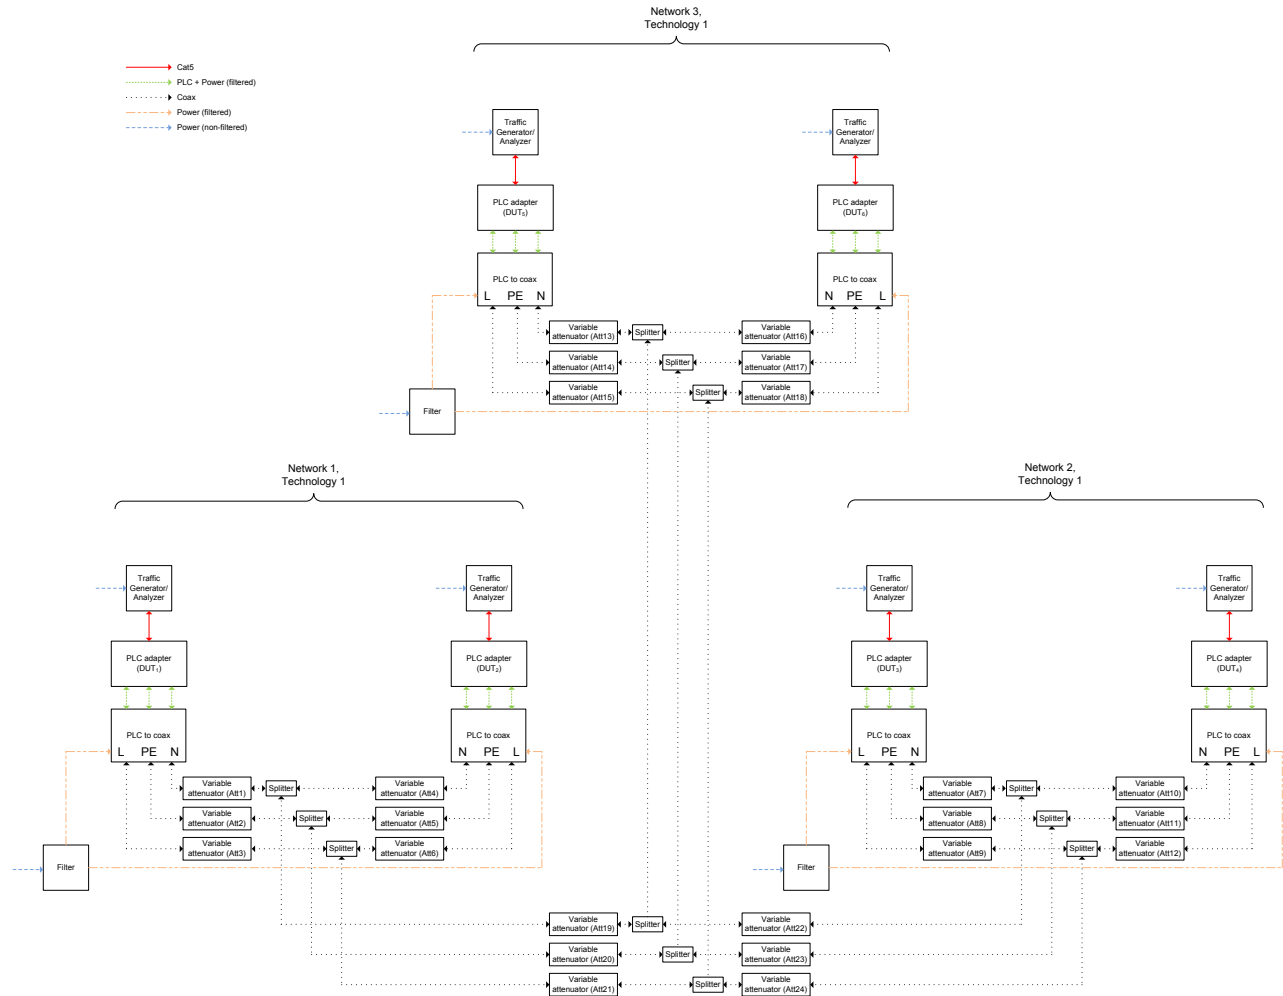 Network 3,
Technology 1
Cat5
PLC + Power (filtered)
Coax
Power (filtered)
Power (non-filtered)
Traffic
Generator/
Analyzer
Traffic
Generator/
Analyzer
PLC adapter
(DUT₅)
PLC adapter
(DUT₆)
PLC to coax
L PE N
PLC to coax
N PE L
Variable
attenuator (Att13)
Splitter
Variable
attenuator (Att16)
Variable
attenuator (Att14)
Splitter
Variable
attenuator (Att17)
Variable
attenuator (Att15)
Splitter
Variable
attenuator (Att18)
Filter
Network 1,
Technology 1
Network 2,
Technology 1
Traffic
Generator/
Analyzer
Traffic
Generator/
Analyzer
Traffic
Generator/
Analyzer
Traffic
Generator/
Analyzer
PLC adapter
(DUT₁)
PLC adapter
(DUT₂)
PLC adapter
(DUT₃)
PLC adapter
(DUT₄)
PLC to coax
L PE N
PLC to coax
N PE L
PLC to coax
L PE N
PLC to coax
N PE L
Variable
attenuator (Att1)
Splitter
Variable
attenuator (Att4)
Variable
attenuator (Att7)
Splitter
Variable
attenuator (Att10)
Variable
attenuator (Att2)
Splitter
Variable
attenuator (Att5)
Variable
attenuator (Att8)
Splitter
Variable
attenuator (Att11)
Variable
attenuator (Att3)
Splitter
Variable
attenuator (Att6)
Variable
attenuator (Att9)
Splitter
Variable
attenuator (Att12)
Filter
Filter
Variable
attenuator (Att19)
Splitter
Variable
attenuator (Att22)
Variable
attenuator (Att20)
Splitter
Variable
attenuator (Att23)
Variable
attenuator (Att21)
Splitter
Variable
attenuator (Att24)